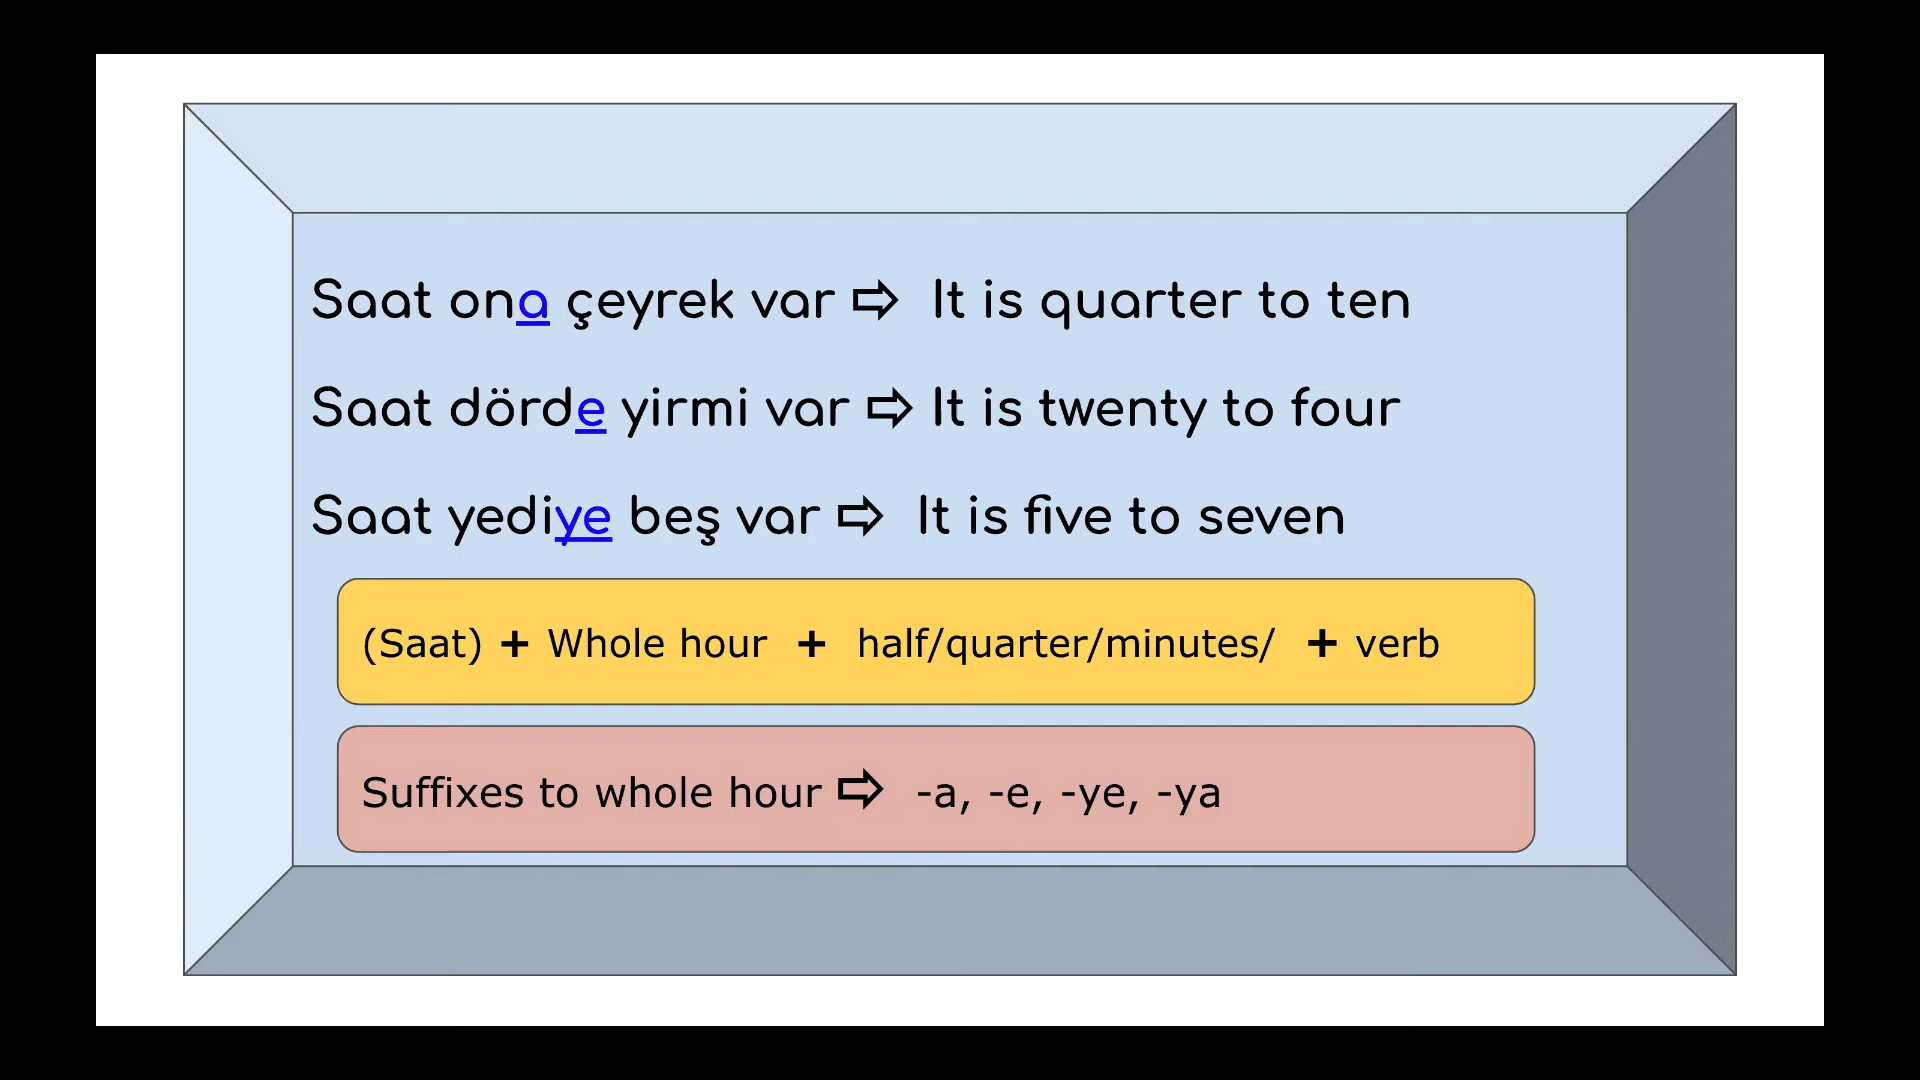 Saat ona çeyrek var ⇨ It is quarter to ten
Saat dörde yirmi var ⇨ It is twenty to four
Saat yediye beş var ⇨ It is five to seven
(Saat) + Whole hour + half/quarter/minutes/ + verb
Suffixes to whole hour ⇨ -a, -e, -ye, -ya